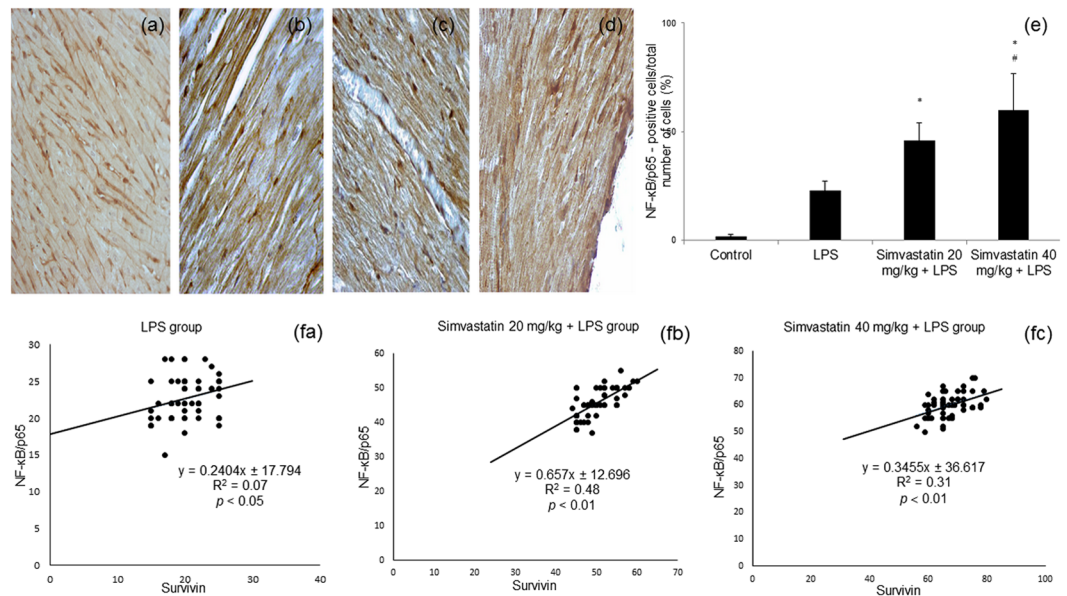 (a)
(b)
(c)
(d)
(e)
NF-κB/p65 - positive cells/total
number of cells (%)
100
50
0
*
*
#
Control
LPS
Simvastatin 20
mg/kg + LPS
Simvastatin 40
mg/kg + LPS
LPS group
(fa)
NF-κB/p65
30
25
20
15
10
5
0
y = 0.2404x ± 17.794
R² = 0.07
p < 0.05
0 10 20 30 40
Survivin
Simvastatin 20 mg/kg + LPS group
(fb)
NF-κB/p65
60
50
40
30
20
10
0
y = 0.657x ± 12.696
R² = 0.48
p < 0.01
0 10 20 30 40 50 60 70
Survivin
Simvastatin 40 mg/kg + LPS group
(fc)
NF-κB/p65
80
70
60
50
40
30
20
10
0
y = 0.3455x ± 36.617
R² = 0.31
p < 0.01
0 20 40 60 80 100
Survivin